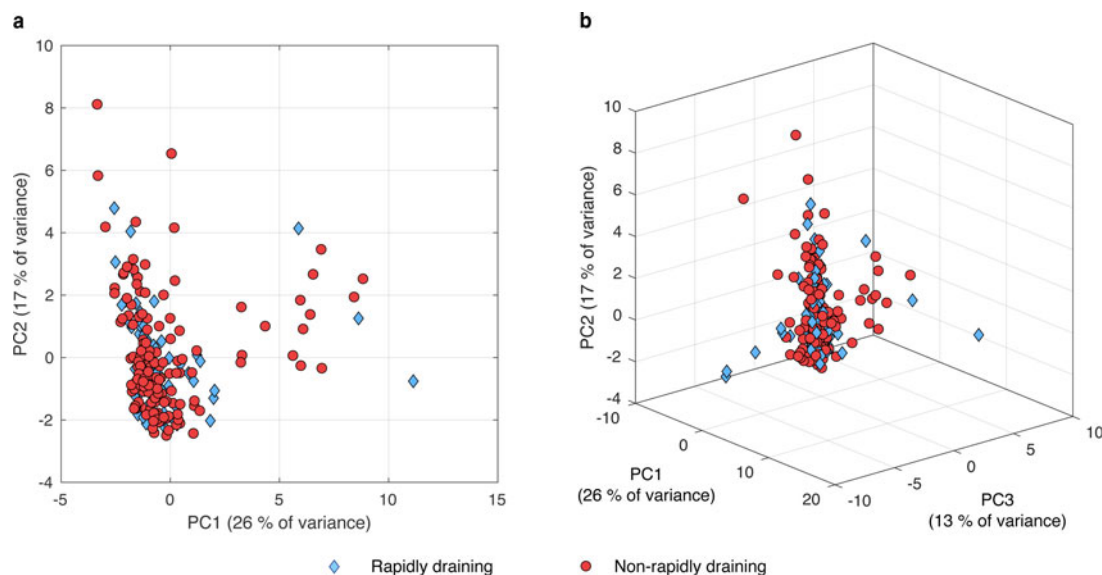 a
10
8
6
4
2
0
-2
-4
-5
0
5
10
15
PC2 (17 % of variance)
PC1 (26 % of variance)
b
10
8
6
4
2
0
-2
-4
-10
0
10
20
-10
-5
0
5
10
PC2 (17 % of variance)
PC1
(26 % of variance)
PC3
(13 % of variance)
Rapidly draining
Non-rapidly draining